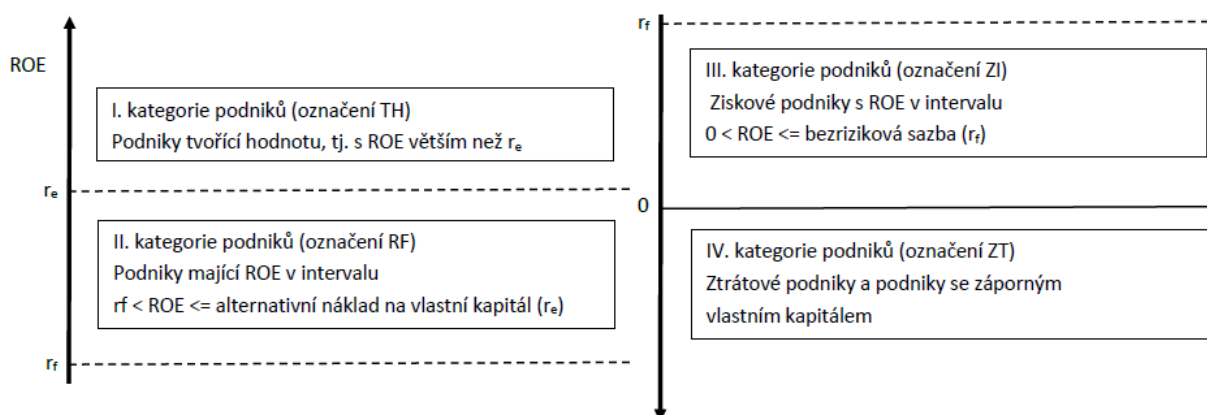 ROE
I. kategorie podniků (označení TH)
Podniky tvořící hodnotu, tj. s ROE větším než rₑ
rₑ
II. kategorie podniků (označení RF)
Podniky mající ROE v intervalu
rf < ROE <= alternativní náklad na vlastní kapitál (rₑ)
r_f
r_f
III. kategorie podniků (označení ZI)
Ziskové podniky s ROE v intervalu
0 < ROE <= bezriziková sazba (r_f)
0
IV. kategorie podniků (označení ZT)
Ztrátové podniky a podniky se záporným
vlastním kapitálem